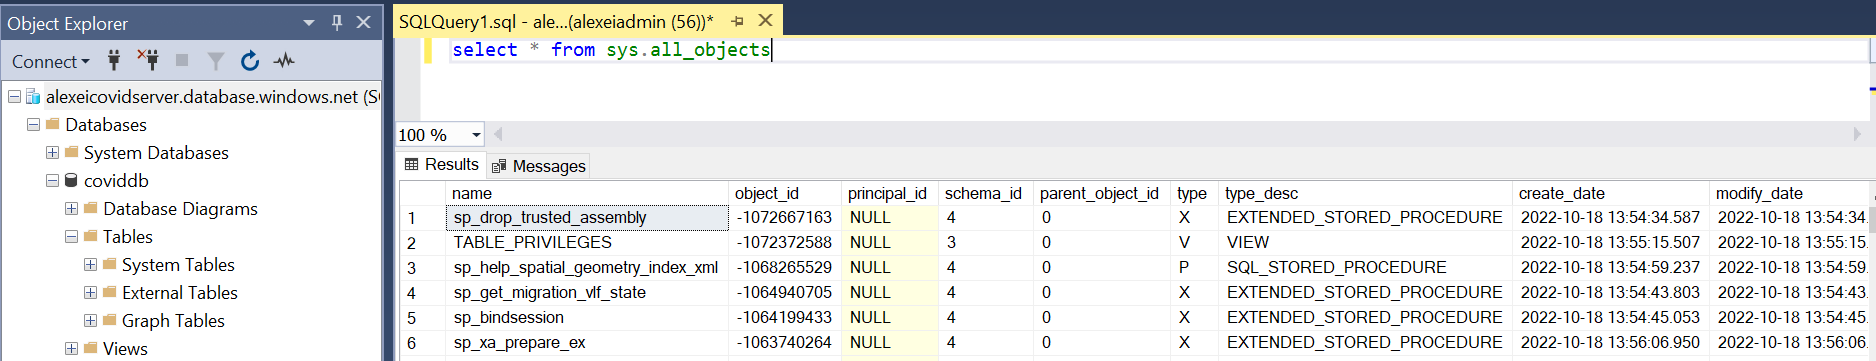 Object Explorer
Connect
alexeicovidserver.database.windows.net (S
Databases
System Databases
coviddb
Database Diagrams
Tables
System Tables
External Tables
Graph Tables
Views
SQLQuery1.sql - ale...(alexeiadmin (56))*
select * from sys.all_objects
100 %
Results Messages
name object_id principal_id schema_id parent_object_id type type_desc create_date modify_date
1 sp_drop_trusted_assembly -1072667163 NULL 4 0 X EXTENDED_STORED_PROCEDURE 2022-10-18 13:54:34.587 2022-10-18 13:54:34.
2 TABLE_PRIVILEGES -1072372588 NULL 3 0 V VIEW 2022-10-18 13:55:15.507 2022-10-18 13:55:15.
3 sp_help_spatial_geometry_index_xml -1068265529 NULL 4 0 P SQL_STORED_PROCEDURE 2022-10-18 13:54:59.237 2022-10-18 13:54:59.
4 sp_get_migration_vlf_state -1064940705 NULL 4 0 X EXTENDED_STORED_PROCEDURE 2022-10-18 13:54:43.803 2022-10-18 13:54:43.
5 sp_bindsession -1064199433 NULL 4 0 X EXTENDED_STORED_PROCEDURE 2022-10-18 13:54:45.053 2022-10-18 13:54:45.
6 sp_xa_prepare_ex -1063740264 NULL 4 0 X EXTENDED_STORED_PROCEDURE 2022-10-18 13:56:06.950 2022-10-18 13:56:06.